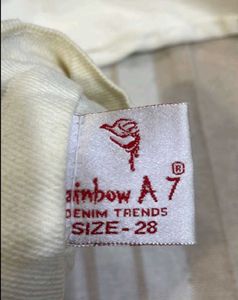 ainbow A 7®
DENIM TRENDS
SIZE-28